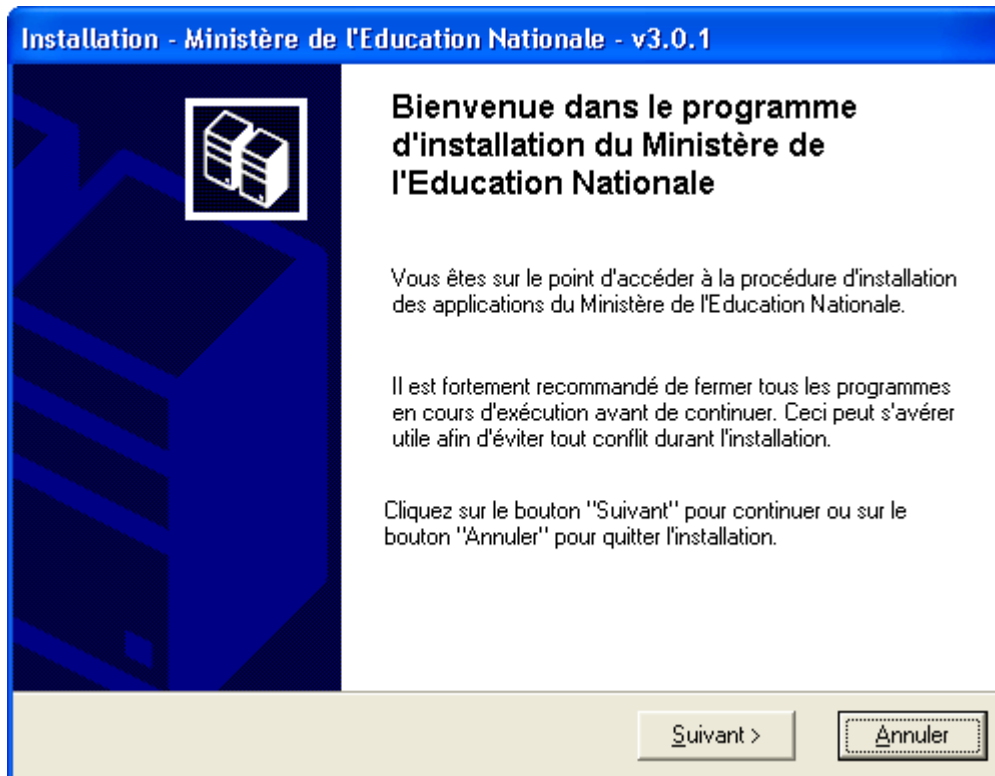 Installation - Ministère de l'Education Nationale - v3.0.1
Bienvenue dans le programme
d'installation du Ministère de
l'Education Nationale
Vous êtes sur le point d'accéder à la procédure d'installation
des applications du Ministère de l'Education Nationale.
Il est fortement recommandé de fermer tous les programmes
en cours d'exécution avant de continuer. Ceci peut s'avérer
utile afin d'éviter tout conflit durant l'installation.
Cliquez sur le bouton "Suivant" pour continuer ou sur le
bouton "Annuler" pour quitter l'installation.
Suivant >
Annuler